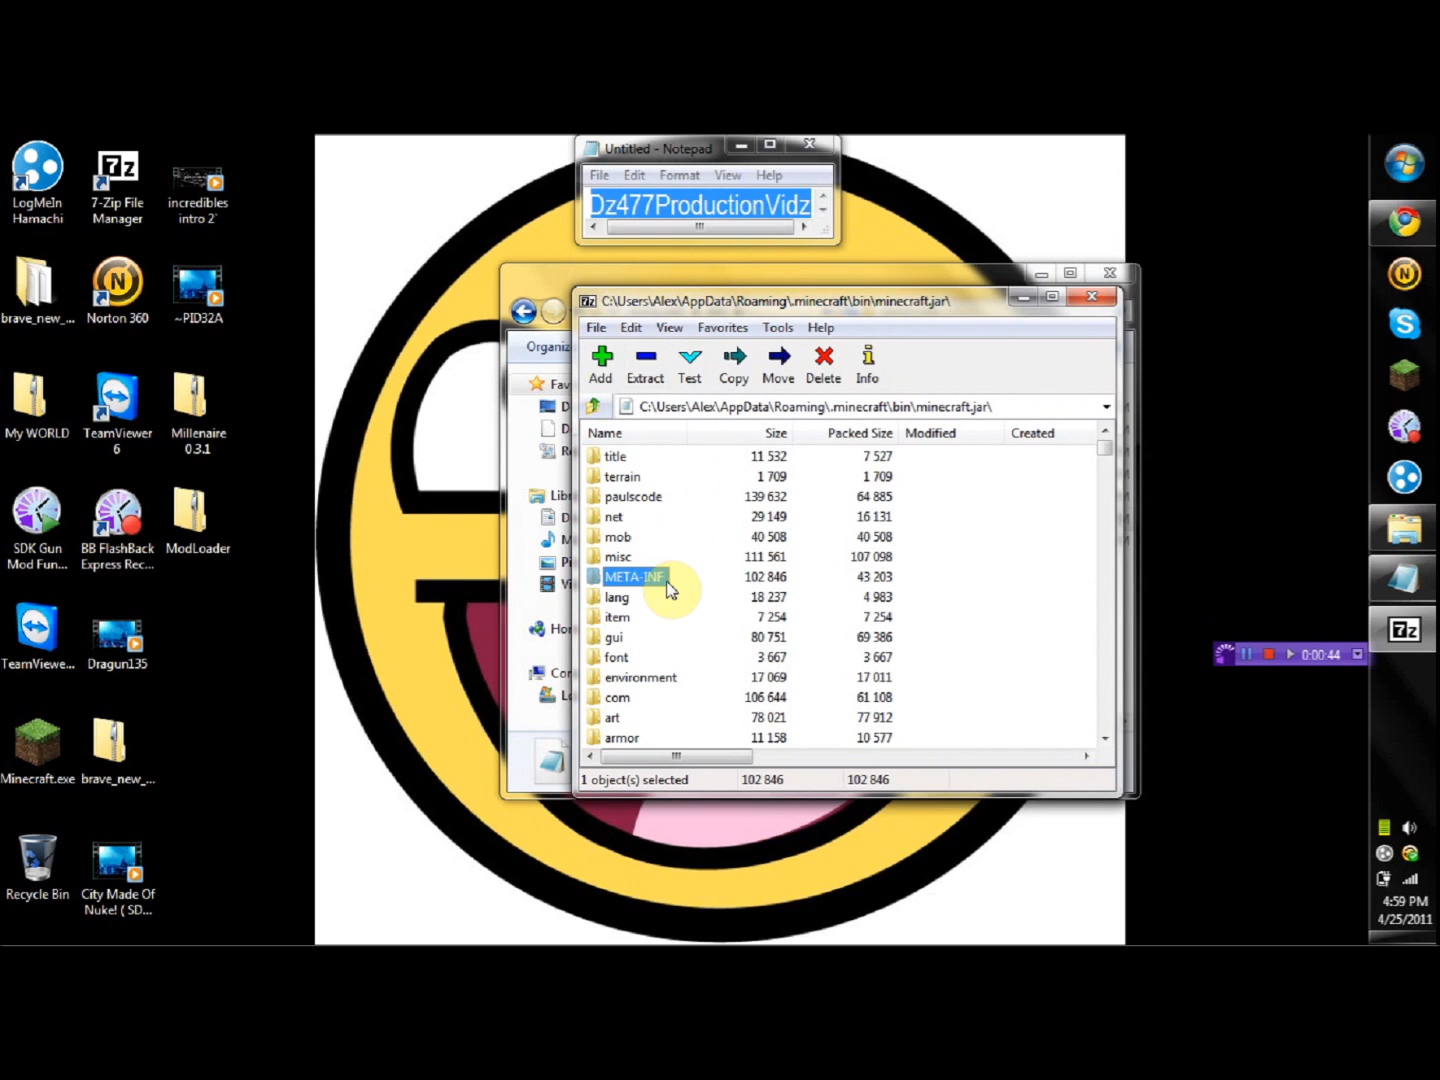 LogMeIn
Hamachi
7-Zip File
Manager
incredibles
intro 2'
brave_new_...
Norton 360
~PID32A
My WORLD
TeamViewer
6
Millenaire
0.3.1
SDK Gun
Mod Fun...
BB FlashBack
Express Rec...
ModLoader
TeamViewe...
Dragun135
Minecraft.exe
brave_new_...
Recycle Bin
City Made Of
Nuke! ( SD...
Untitled - Notepad
File Edit Format View Help
Dz477ProductionVidz
Organiz
Fav
Libr
Hor
Con
C:\Users\Alex\AppData\Roaming\.minecraft\bin\minecraft.jar\
File Edit View Favorites Tools Help
Add Extract Test Copy Move Delete Info
C:\Users\Alex\AppData\Roaming\.minecraft\bin\minecraft.jar\
Name Size Packed Size Modified Created
title 11 532 7 527
terrain 1 709 1 709
paulscode 139 632 64 885
net 29 149 16 131
mob 40 508 40 508
misc 111 561 107 098
META-INF 102 846 43 203
lang 18 237 4 983
item 7 254 7 254
gui 80 751 69 386
font 3 667 3 667
environment 17 069 17 011
com 106 644 61 108
art 78 021 77 912
armor 11 158 10 577
1 object(s) selected 102 846 102 846
0:00:44
4:59 PM
4/25/2011